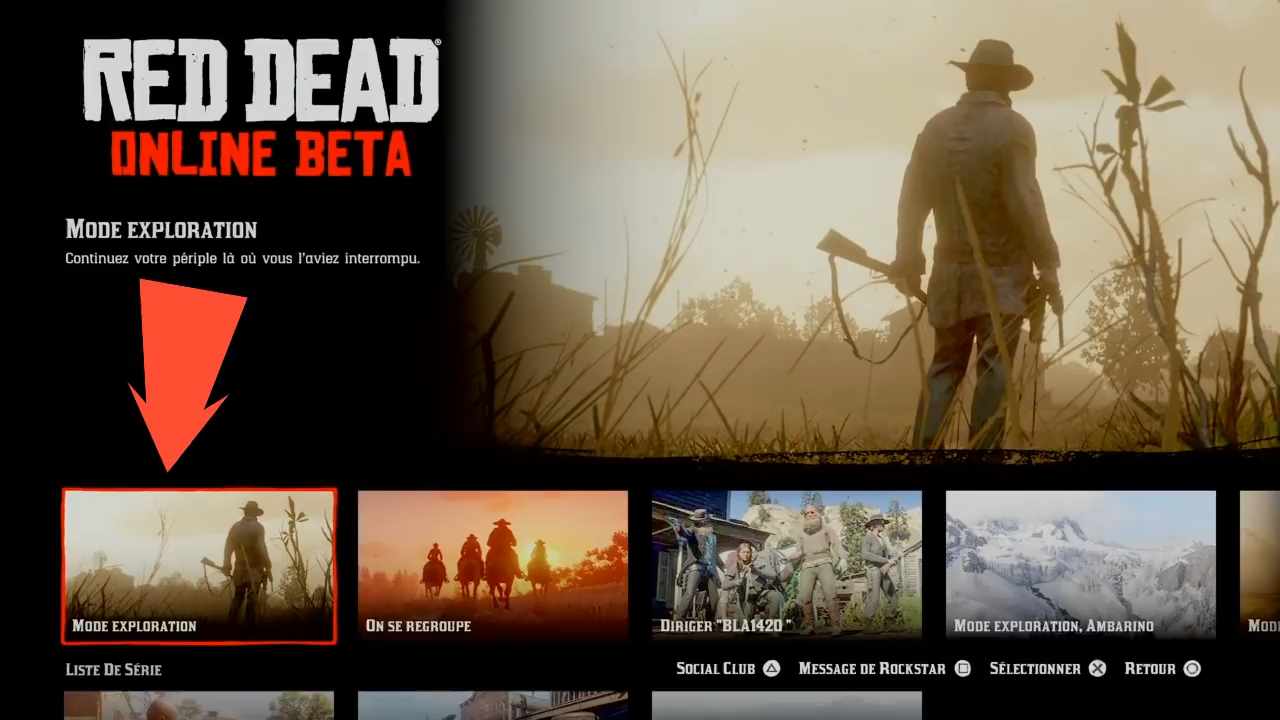 RED DEAD®
ONLINE BETA
MODE EXPLORATION
Continuez votre périple là où vous l'aviez interrompu.
MODE EXPLORATION
ON SE REGROUPE
DIRIGER "BLA1420 "
MODE EXPLORATION, AMBARINO
LISTE DE SÉRIE
SOCIAL CLUB
MESSAGE DE ROCKSTAR
SÉLECTIONNER
RETOUR